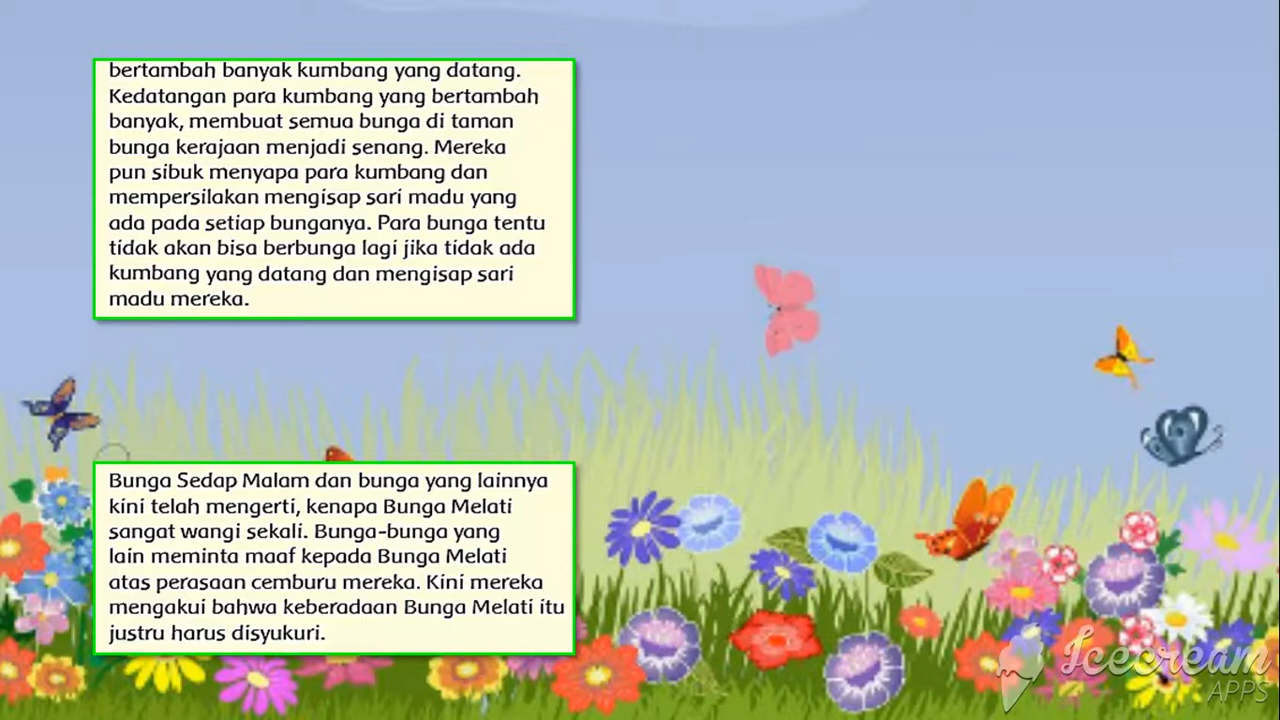 bertambah banyak kumbang yang datang.
Kedatangan para kumbang yang bertambah
banyak, membuat semua bunga di taman
bunga kerajaan menjadi senang. Mereka
pun sibuk menyapa para kumbang dan
mempersilakan mengisap sari madu yang
ada pada setiap bunganya. Para bunga tentu
tidak akan bisa berbunga lagi jika tidak ada
kumbang yang datang dan mengisap sari
madu mereka.
Bunga Sedap Malam dan bunga yang lainnya
kini telah mengerti, kenapa Bunga Melati
sangat wangi sekali. Bunga-bunga yang
lain meminta maaf kepada Bunga Melati
atas perasaan cemburu mereka. Kini mereka
mengakui bahwa keberadaan Bunga Melati itu
justru harus disyukuri.
Icecream
APPS